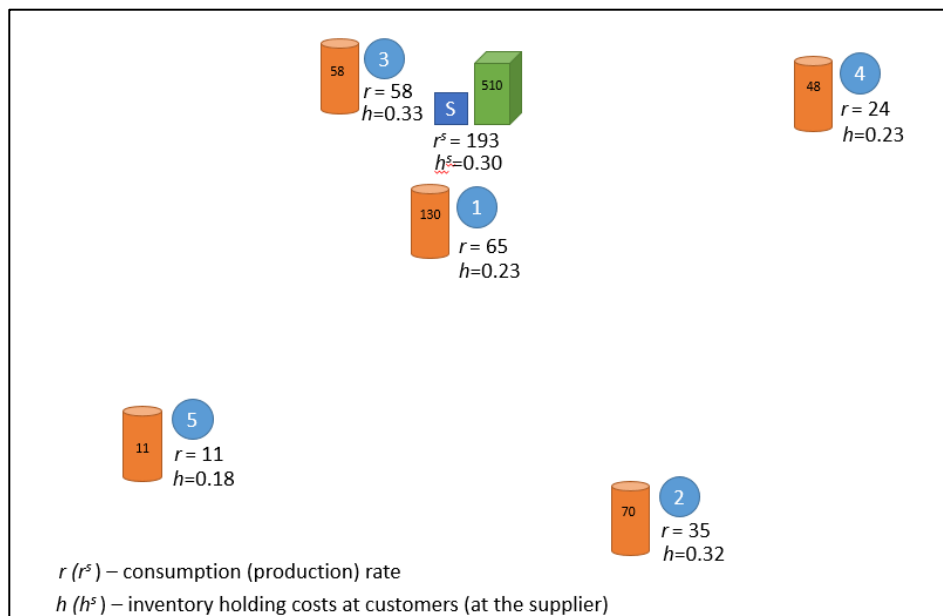 58
3
r = 58
h=0.33
S
510
rˢ = 193
hˢ=0.30
48
4
r = 24
h=0.23
130
1
r = 65
h=0.23
11
5
r = 11
h=0.18
70
2
r = 35
h=0.32
r (rˢ ) – consumption (production) rate
h (hˢ ) – inventory holding costs at customers (at the supplier)